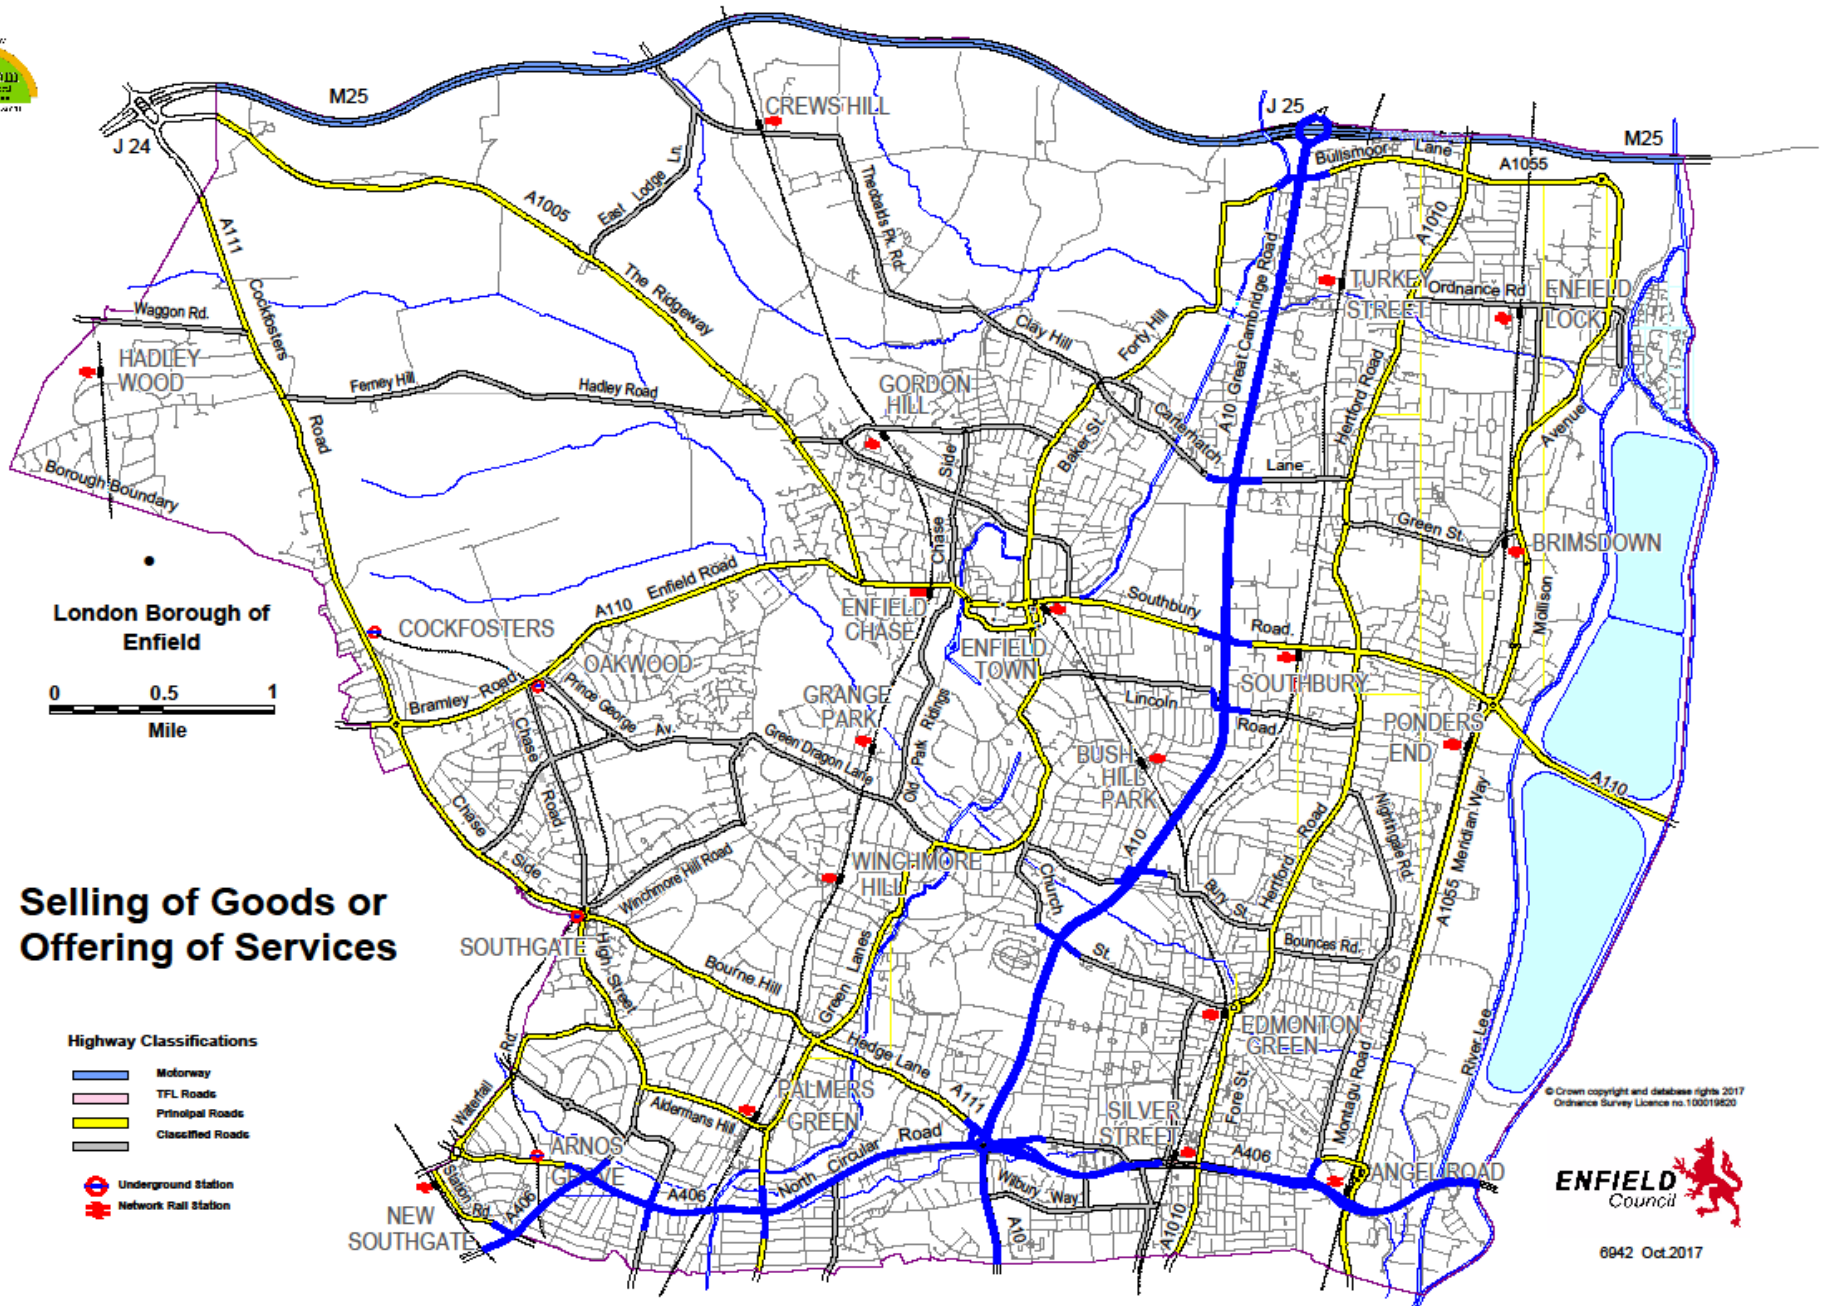 M25
J 24
CREWS HILL
J 25
M25
Bullsmoor Lane
A1055
A111
A1005
East Lodge Ln.
Theobalds Pk. Rd.
A1010
Waggon Rd.
Cockfosters
The Ridgeway
Clay Hill
Forty Hill
A10 Great Cambridge Road
TURKEY
STREET
Ordnance Rd
ENFIELD
LOCK
HADLEY
WOOD
Ferney Hill
Hadley Road
GORDON
HILL
Hertford Road
Road
Side
Baker St.
Carterhatch
Lane
Avenue
Borough Boundary
Chase
Green St.
BRIMSDOWN
London Borough of
Enfield
0 0.5 1
Mile
COCKFOSTERS
A110
Enfield Road
ENFIELD
CHASE
ENFIELD
TOWN
Southbury
Road
Mollison
OAKWOOD
Bramley Road
Prince George
Av.
GRANGE
PARK
Old Park Ridings
Lincoln
Road
SOUTHBURY
PONDERS
END
A110
Chase
Road
Green Dragon Lane
BUSH
HILL
PARK
Chase
Side
Winchmore Hill Road
WINCHMORE
HILL
Church
St.
A10
Bury St.
Hertford
Road
Nightingale Rd.
A1055 Meridian Way
Bounces Rd.
Selling of Goods or
Offering of Services
SOUTHGATE
High Street
Bourne Hill
Green Lanes
Hedge Lane
A111
EDMONTON
GREEN
Montagu Road
River Lee
Highway Classifications
Motorway
TFL Roads
Principal Roads
Classified Roads
Underground Station
Network Rail Station
Waterfall
Rd.
Aldermans Hill
PALMERS
GREEN
ARNOS
GROVE
Station
Rd
NEW
SOUTHGATE
A406
A406
North Circular Road
Wilbury Way
A10
SILVER
STREET
Fore St.
A406
A1010
ANGEL ROAD
© Crown copyright and database rights 2017
Ordnance Survey Licence no.100019820
ENFIELD
Council
6942 Oct.2017